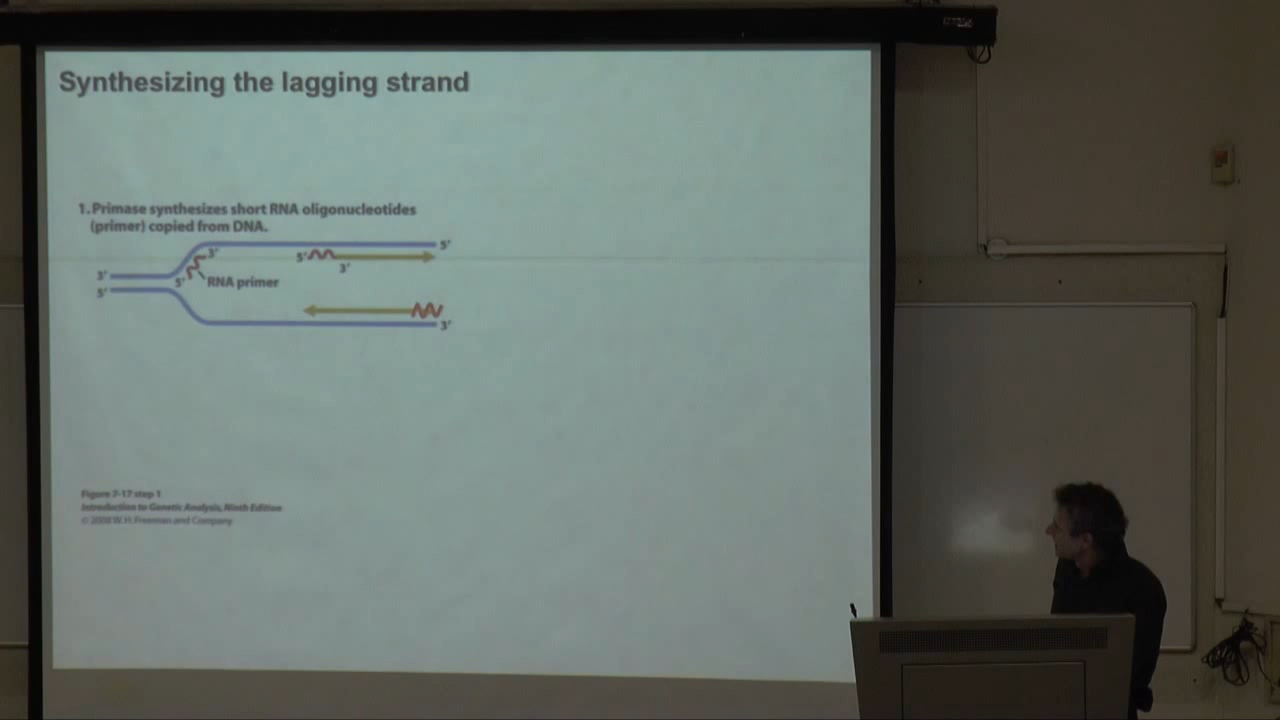 Synthesizing the lagging strand
1. Primase synthesizes short RNA oligonucleotides
(primer) copied from DNA.
3′ 5′ 5′
3′
3′ 5′ RNA primer
5′
3′
Figure 7-17 step 1
Introduction to Genetic Analysis, Ninth Edition
© 2008 W.H. Freeman and Company